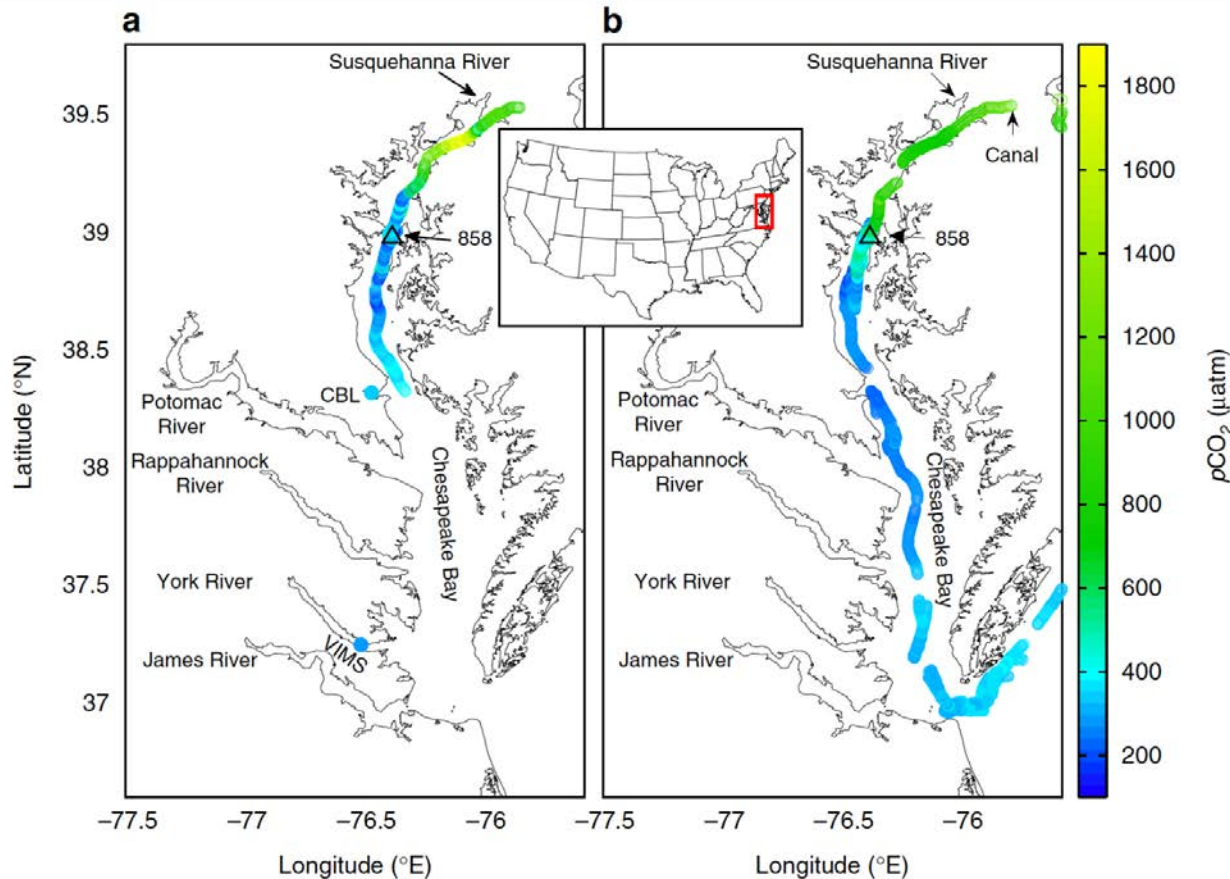 a
b
Susquehanna River
Susquehanna River
Canal
858
858
CBL
Potomac
River
Potomac
River
Rappahannock
River
Rappahannock
River
Chesapeake Bay
Chesapeake Bay
York River
York River
VIMS
James River
James River
39.5
39
38.5
38
37.5
37
Latitude (°N)
−77.5
−77
−76.5
−76
−77.5
−77
−76.5
−76
Longitude (°E)
Longitude (°E)
1800
1600
1400
1200
1000
800
600
400
200
pCO₂ (µatm)